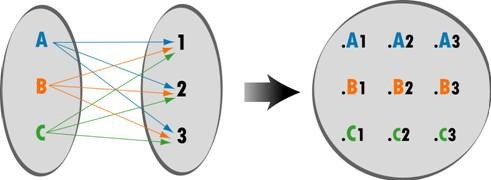 A 1
B 2
C 3
.A1 .A2 .A3
.B1 .B2 .B3
.C1 .c2 .c3